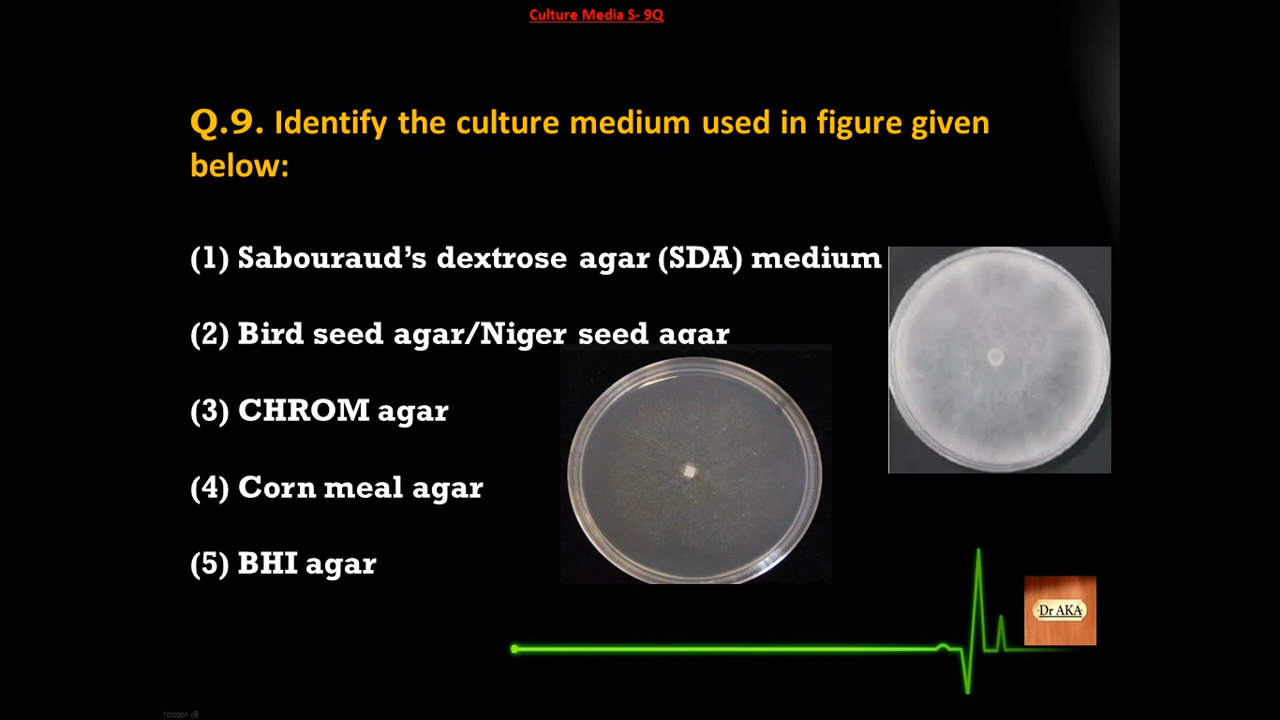 Culture Media S- 9Q
Q.9. Identify the culture medium used in figure given
below:
(1) Sabouraud's dextrose agar (SDA) medium
(2) Bird seed agar/Niger seed agar
(3) CHROM agar
(4) Corn meal agar
(5) BHI agar
Dr AKA